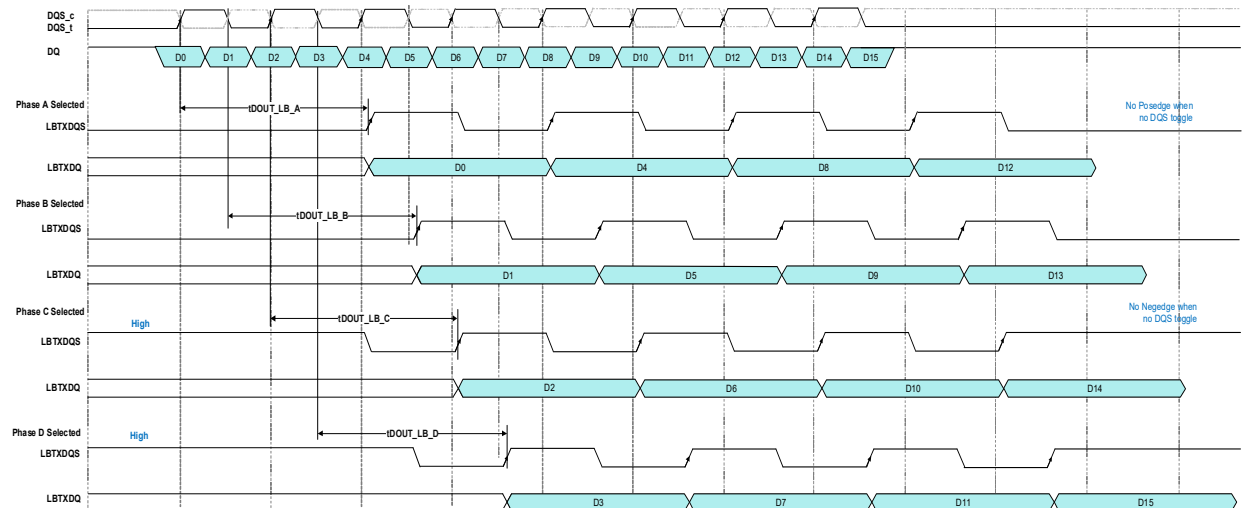 DQS_c
DQS_t
DQ
D0 D1 D2 D3 D4 D5 D6 D7 D8 D9 D10 D11 D12 D13 D14 D15
Phase A Selected
tDOUT_LB_A
No Posedge when
no DQS toggle
LBTXDQS
LBTXDQ
D0 D4 D8 D12
Phase B Selected
tDOUT_LB_B
LBTXDQS
LBTXDQ
D1 D5 D9 D13
Phase C Selected
High
tDOUT_LB_C
No Negedge when
no DQS toggle
LBTXDQS
LBTXDQ
D2 D6 D10 D14
Phase D Selected
High
tDOUT_LB_D
LBTXDQS
LBTXDQ
D3 D7 D11 D15